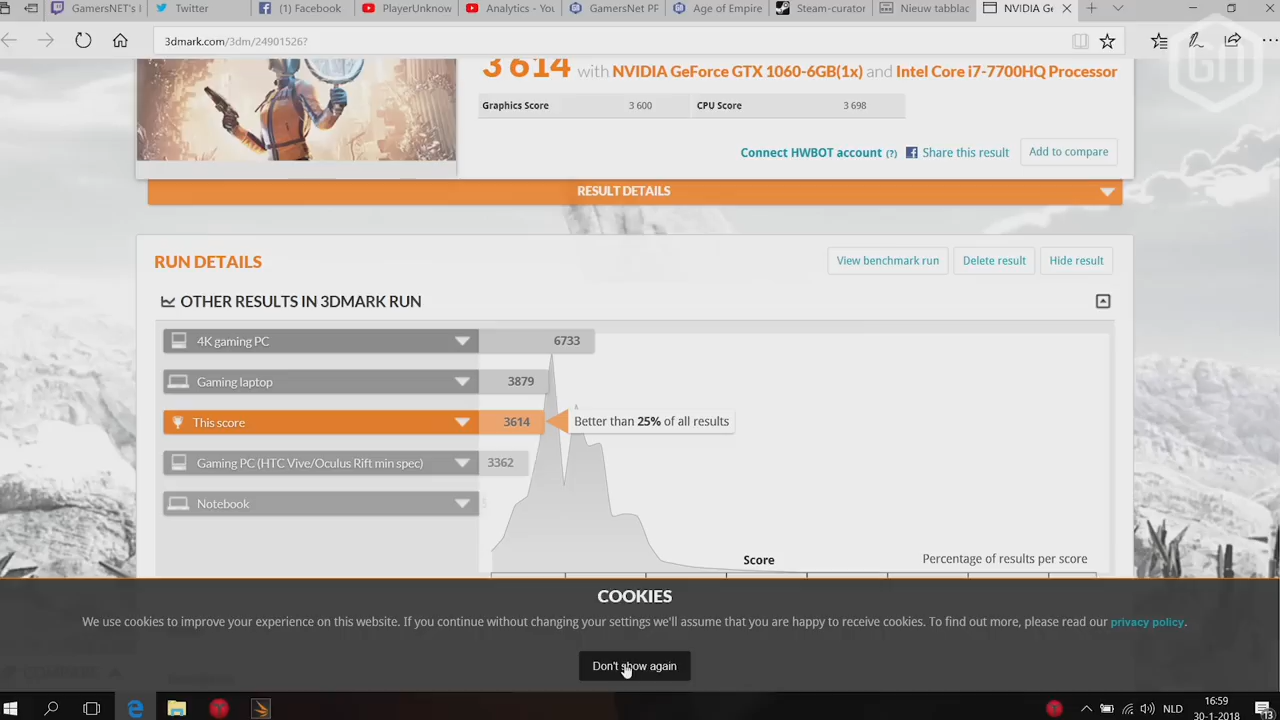 GamersNET's l
Twitter
(1) Facebook
PlayerUnknow
Analytics - You
GamersNet PF
Age of Empire
Steam-curator
Nieuw tabblac
NVIDIA Ge
3dmark.com/3dm/24901526?
GN
3 614 with NVIDIA GeForce GTX 1060-6GB(1x) and Intel Core i7-7700HQ Processor
Graphics Score 3 600 CPU Score 3 698
Connect HWBOT account (?) Share this result Add to compare
RESULT DETAILS
RUN DETAILS View benchmark run Delete result Hide result
OTHER RESULTS IN 3DMARK RUN
4K gaming PC 6733
Gaming laptop 3879
This score 3614 Better than 25% of all results
Gaming PC (HTC Vive/Oculus Rift min spec) 3362
Notebook
Score Percentage of results per score
COOKIES
We use cookies to improve your experience on this website. If you continue without changing your settings we'll assume that you are happy to receive cookies. To find out more, please read our privacy policy.
Don't show again
NLD
16:59
30-1-2018